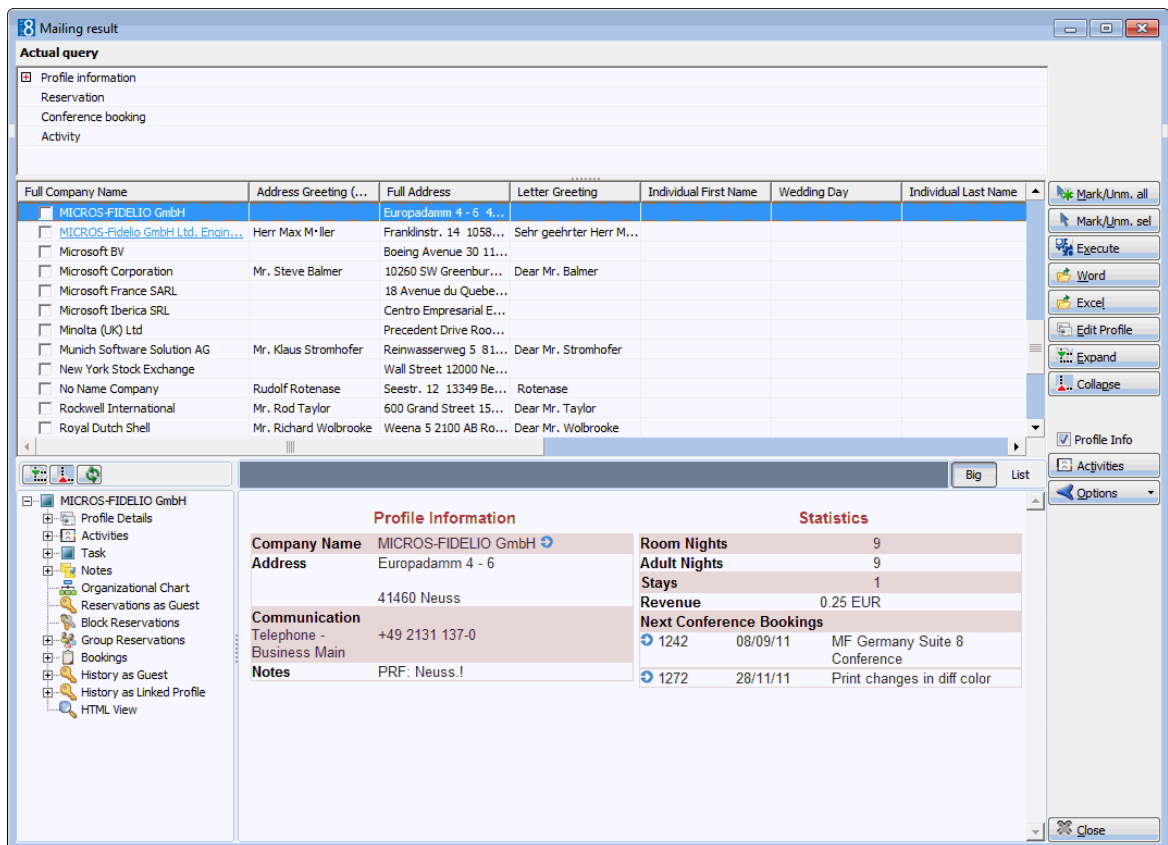 Mailing result
Actual query
Profile information
Reservation
Conference booking
Activity
Full Company Name Address Greeting (... Full Address Letter Greeting Individual First Name Wedding Day Individual Last Name
MICROS-FIDELIO GmbH Europadamm 4 - 6 4...
MICROS-Fidelio GmbH Ltd. Engin... Herr Max M·ller Franklinstr. 14 1058... Sehr geehrter Herr M...
Microsoft BV Boeing Avenue 30 11...
Microsoft Corporation Mr. Steve Balmer 10260 SW Greenbur... Dear Mr. Balmer
Microsoft France SARL 18 Avenue du Quebe...
Microsoft Iberica SRL Centro Empresarial E...
Minolta (UK) Ltd Precedent Drive Roo...
Munich Software Solution AG Mr. Klaus Stromhofer Reinwasserweg 5 81... Dear Mr. Stromhofer
New York Stock Exchange Wall Street 12000 Ne...
No Name Company Rudolf Rotenase Seestr. 12 13349 Be... Rotenase
Rockwell International Mr. Rod Taylor 600 Grand Street 15... Dear Mr. Taylor
Royal Dutch Shell Mr. Richard Wolbrooke Weena 5 2100 AB Ro... Dear Mr. Wolbrooke
Mark/Unm. all
Mark/Unm. sel
Execute
Word
Excel
Edit Profile
Expand
Collapse
Profile Info
Activities
Options
Big List
MICROS-FIDELIO GmbH
Profile Details
Activities
Task
Notes
Organizational Chart
Reservations as Guest
Block Reservations
Group Reservations
Bookings
History as Guest
History as Linked Profile
HTML View
Profile Information
Company Name MICROS-FIDELIO GmbH
Address Europadamm 4 - 6
41460 Neuss
Communication
Telephone - +49 2131 137-0
Business Main
Notes PRF: Neuss.!
Statistics
Room Nights 9
Adult Nights 9
Stays 1
Revenue 0.25 EUR
Next Conference Bookings
1242 08/09/11 MF Germany Suite 8
Conference
1272 28/11/11 Print changes in diff color
Close